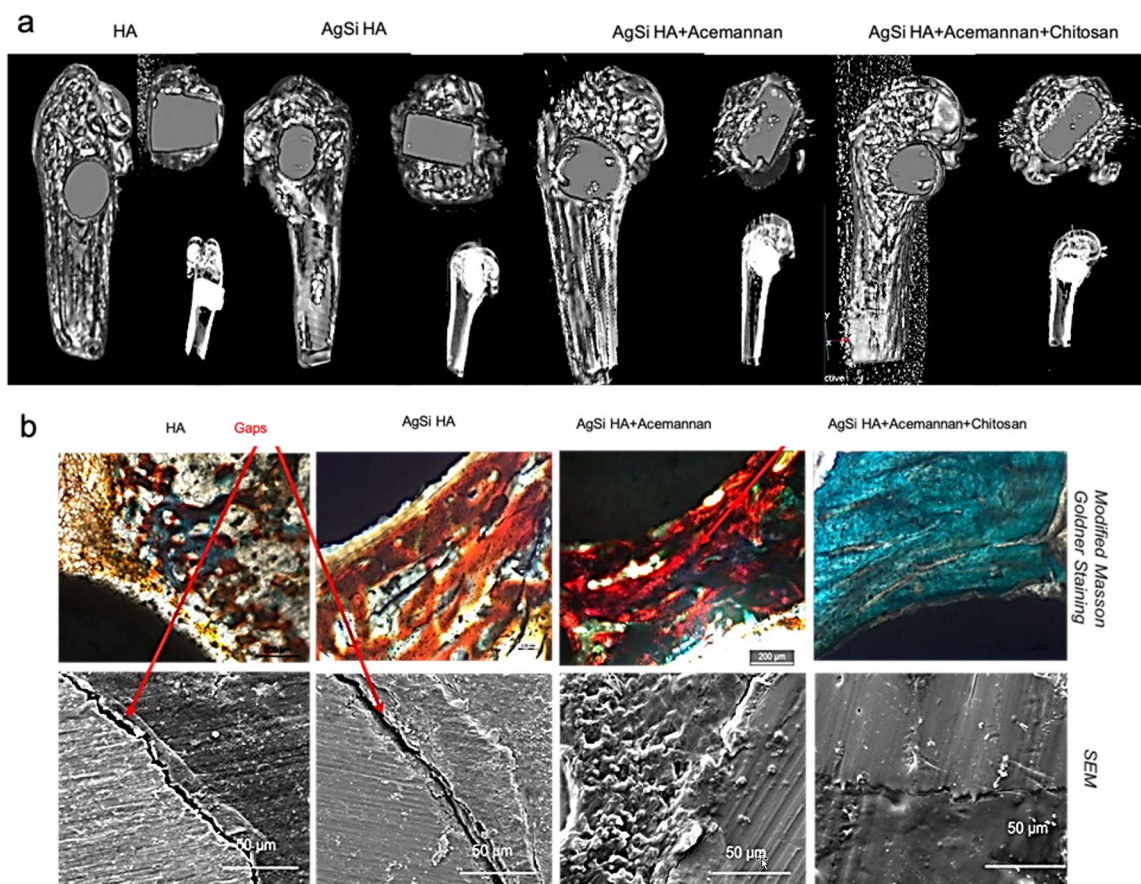 a
HA
AgSi HA
AgSi HA+Acemannan
AgSi HA+Acemannan+Chitosan
Y
X
ctive
b
HA
Gaps
AgSi HA
AgSi HA+Acemannan
AgSi HA+Acemannan+Chitosan
Modified Masson
Goldner Staining
200 µm
SEM
50 µm
50 µm
50 µm
50 µm